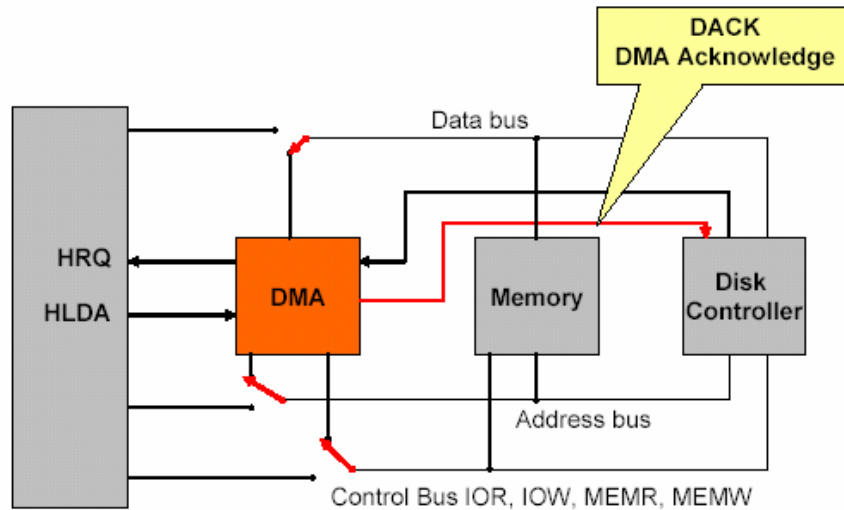 DACK
DMA Acknowledge
Data bus
HRQ
HLDA
DMA
Memory
Disk
Controller
Address bus
Control Bus IOR, IOW, MEMR, MEMW